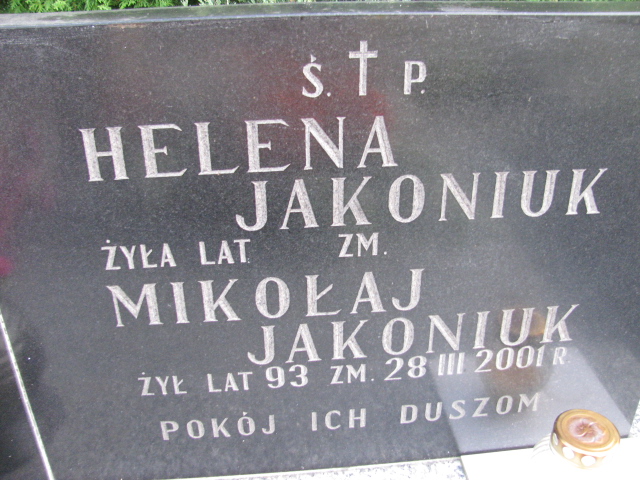 Ś. † P.
HELENA
JAKONIUK
ŻYŁA LAT ZM.
MIKOŁAJ
JAKONIUK
ŻYŁ LAT 93 ZM. 28 III 2001 R.
POKÓJ ICH DUSZOM